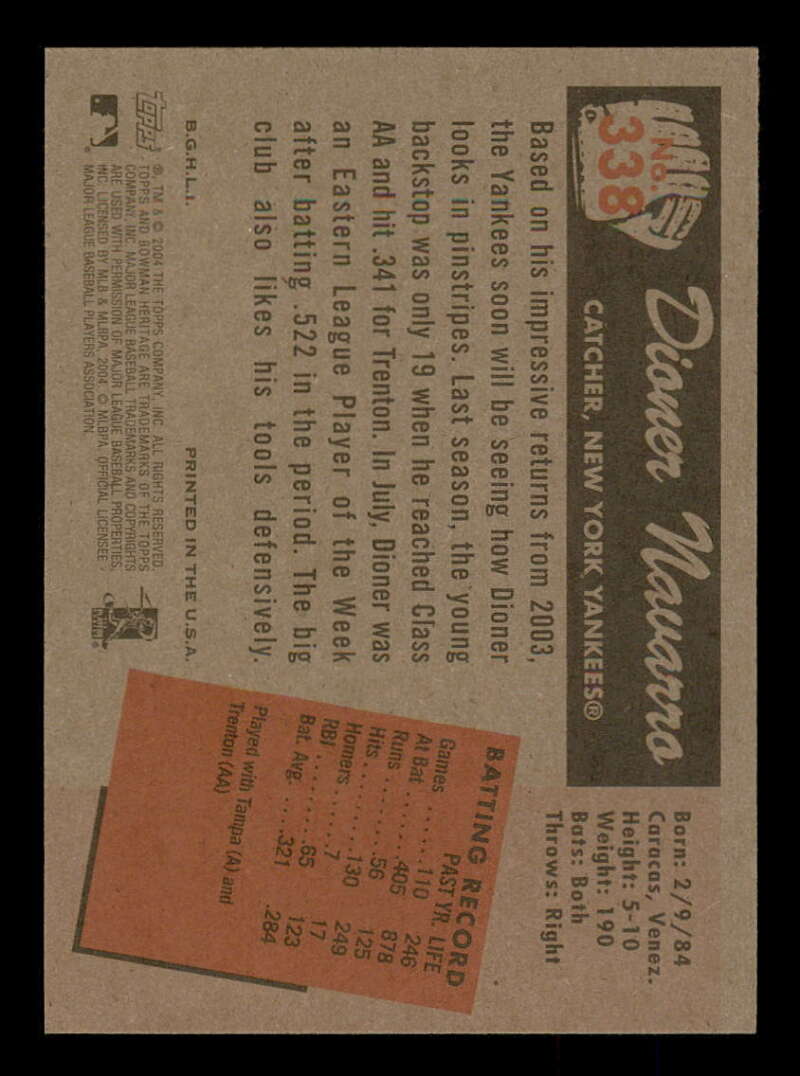 No.
338
Dioner Navarro
CATCHER, NEW YORK YANKEES®
Born: 2/9/84
Caracas, Venez.
Height: 5-10
Weight: 190
Bats: Both
Throws: Right
Based on his impressive returns from 2003,
the Yankees soon will be seeing how Dioner
looks in pinstripes. Last season, the young
backstop was only 19 when he reached Class
AA and hit .341 for Trenton. In July, Dioner was
an Eastern League Player of the Week
after batting .522 in the period. The big
club also likes his tools defensively.
BATTING RECORD
PAST YR. LIFE
Games ......110 246
At Bat .......405 878
Runs ........56 125
Hits ........130 249
Homers ......7 17
RBI ........65 123
Bat. Avg. .....321 .284
Played with Tampa (A) and
Trenton (AA)
B.G.H.L.I. PRINTED IN THE U.S.A.
topps
®, TM & © 2004 THE TOPPS COMPANY, INC. ALL RIGHTS RESERVED.
TOPPS AND BOWMAN HERITAGE ARE TRADEMARKS OF THE TOPPS
COMPANY, INC. MAJOR LEAGUE BASEBALL TRADEMARKS AND COPYRIGHTS
ARE USED WITH PERMISSION OF MAJOR LEAGUE BASEBALL PROPERTIES,
INC. LICENSED BY MLB & MLBPA, 2004. © MLBPA, OFFICIAL LICENSEE -
MAJOR LEAGUE BASEBALL PLAYERS ASSOCIATION.